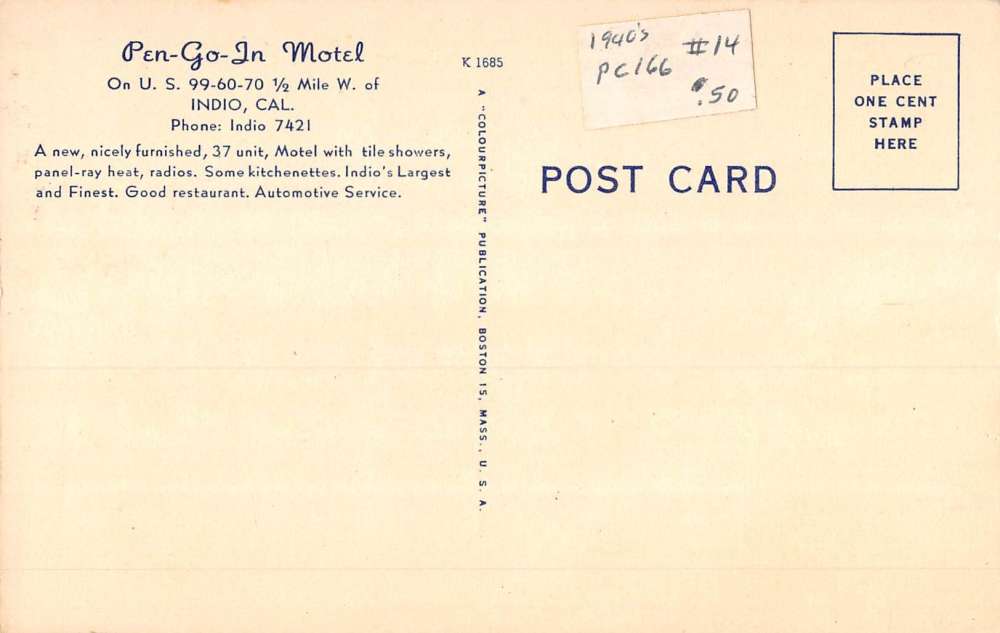 Pen-Go-In Motel
On U. S. 99-60-70 ½ Mile W. of
INDIO, CAL.
Phone: Indio 7421
A new, nicely furnished, 37 unit, Motel with tile showers,
panel-ray heat, radios. Some kitchenettes. Indio's Largest
and Finest. Good restaurant. Automotive Service.
K 1685
A "COLOURPICTURE" PUBLICATION, BOSTON 15, MASS., U. S. A.
1940's #14
PC166
.50
POST CARD
PLACE
ONE CENT
STAMP
HERE